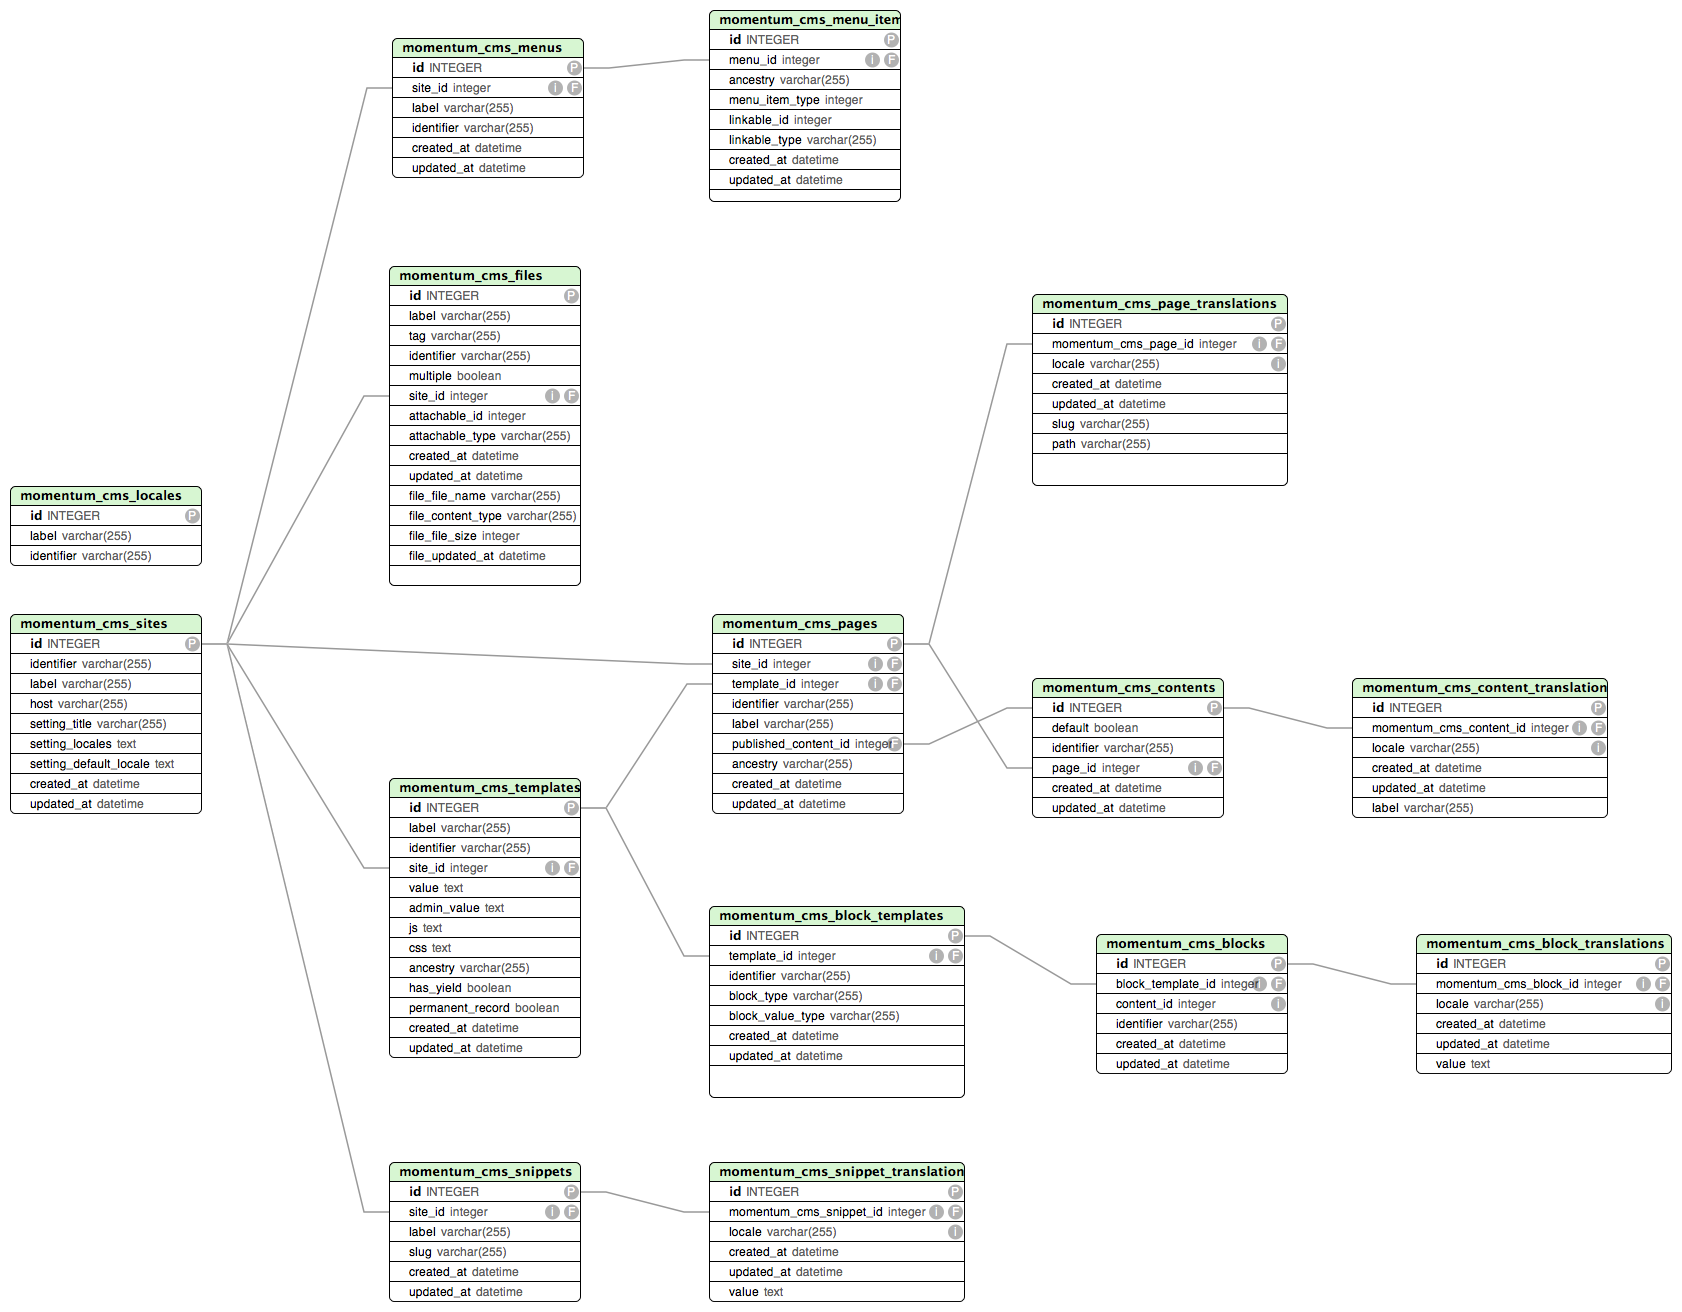 momentum_cms_menus
id INTEGER P
site_id integer i F
label varchar(255)
identifier varchar(255)
created_at datetime
updated_at datetime
momentum_cms_menu_item
id INTEGER P
menu_id integer i F
ancestry varchar(255)
menu_item_type integer
linkable_id integer
linkable_type varchar(255)
created_at datetime
updated_at datetime
momentum_cms_files
id INTEGER P
label varchar(255)
tag varchar(255)
identifier varchar(255)
multiple boolean
site_id integer i F
attachable_id integer
attachable_type varchar(255)
created_at datetime
updated_at datetime
file_file_name varchar(255)
file_content_type varchar(255)
file_file_size integer
file_updated_at datetime
momentum_cms_page_translations
id INTEGER P
momentum_cms_page_id integer i F
locale varchar(255) i
created_at datetime
updated_at datetime
slug varchar(255)
path varchar(255)
momentum_cms_locales
id INTEGER P
label varchar(255)
identifier varchar(255)
momentum_cms_sites
id INTEGER P
identifier varchar(255)
label varchar(255)
host varchar(255)
setting_title varchar(255)
setting_locales text
setting_default_locale text
created_at datetime
updated_at datetime
momentum_cms_pages
id INTEGER P
site_id integer i F
template_id integer i F
identifier varchar(255)
label varchar(255)
published_content_id integer F
ancestry varchar(255)
created_at datetime
updated_at datetime
momentum_cms_contents
id INTEGER P
default boolean
identifier varchar(255)
page_id integer i F
created_at datetime
updated_at datetime
momentum_cms_content_translation
id INTEGER P
momentum_cms_content_id integer i F
locale varchar(255) i
created_at datetime
updated_at datetime
label varchar(255)
momentum_cms_templates
id INTEGER P
label varchar(255)
identifier varchar(255)
site_id integer i F
value text
admin_value text
js text
css text
ancestry varchar(255)
has_yield boolean
permanent_record boolean
created_at datetime
updated_at datetime
momentum_cms_block_templates
id INTEGER P
template_id integer i F
identifier varchar(255)
block_type varchar(255)
block_value_type varchar(255)
created_at datetime
updated_at datetime
momentum_cms_blocks
id INTEGER P
block_template_id integer i F
content_id integer i
identifier varchar(255)
created_at datetime
updated_at datetime
momentum_cms_block_translations
id INTEGER P
momentum_cms_block_id integer i F
locale varchar(255) i
created_at datetime
updated_at datetime
value text
momentum_cms_snippets
id INTEGER P
site_id integer i F
label varchar(255)
slug varchar(255)
created_at datetime
updated_at datetime
momentum_cms_snippet_translation
id INTEGER P
momentum_cms_snippet_id integer i F
locale varchar(255) i
created_at datetime
updated_at datetime
value text